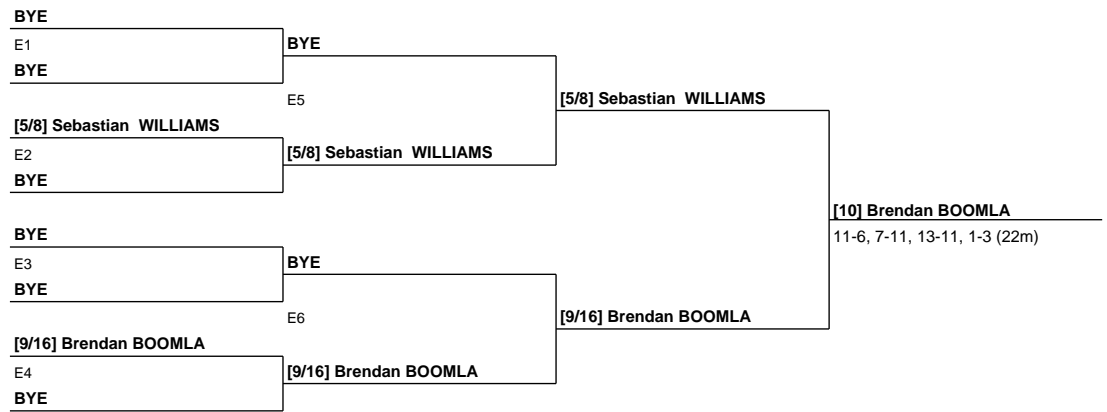 BYE
E1
BYE
BYE
E5
[5/8] Sebastian  WILLIAMS
[5/8] Sebastian  WILLIAMS
E2
[5/8] Sebastian  WILLIAMS
BYE
[10] Brendan BOOMLA
11-6, 7-11, 13-11, 1-3 (22m)
BYE
E3
BYE
BYE
E6
[9/16] Brendan BOOMLA
[9/16] Brendan BOOMLA
E4
[9/16] Brendan BOOMLA
BYE